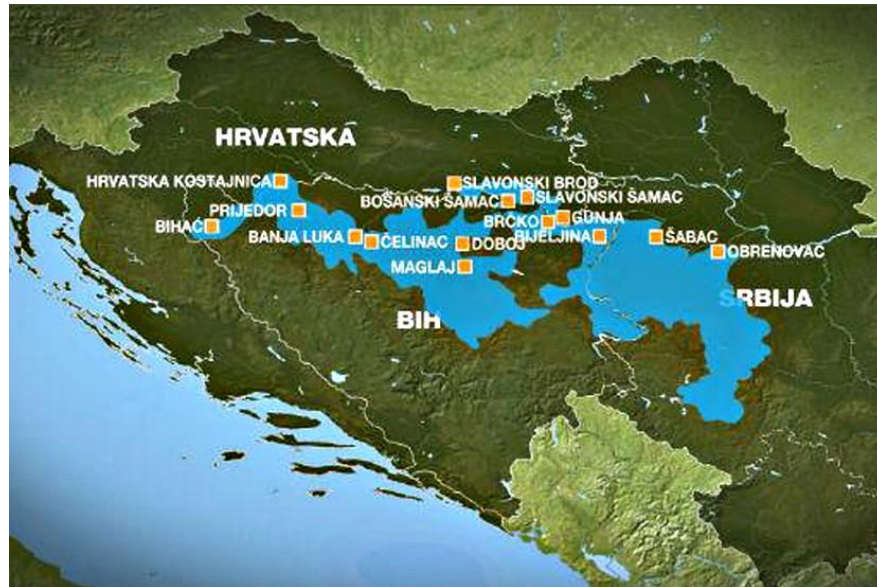 HRVATSKA
HRVATSKA KOSTAJNICA
SLAVONSKI BROD
BOŠANSKI ŠAMAC
SLAVONSKI ŠAMAC
PRIJEDOR
BRČKO
GUNJA
BIHAĆ
BANJA LUKA
ČELINAC
DOBOJ
BIJELJINA
ŠABAC
OBRENOVAC
MAGLAJ
SRBIJA
BIH